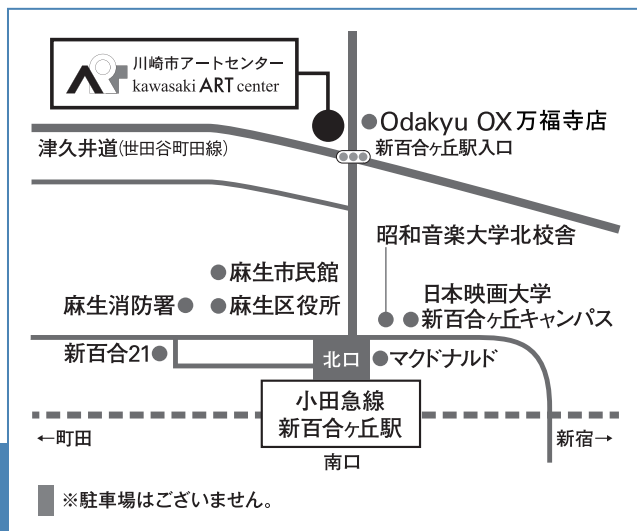 川崎市アートセンター
kawasaki ART center
Odakyu OX 万福寺店
津久井道(世田谷町田線)
新百合ヶ丘駅入口
昭和音楽大学北校舎
麻生市民館
日本映画大学
新百合ヶ丘キャンパス
麻生消防署
麻生区役所
新百合21
北口
マクドナルド
小田急線
新百合ヶ丘駅
←町田
新宿→
南口
※駐車場はございません。